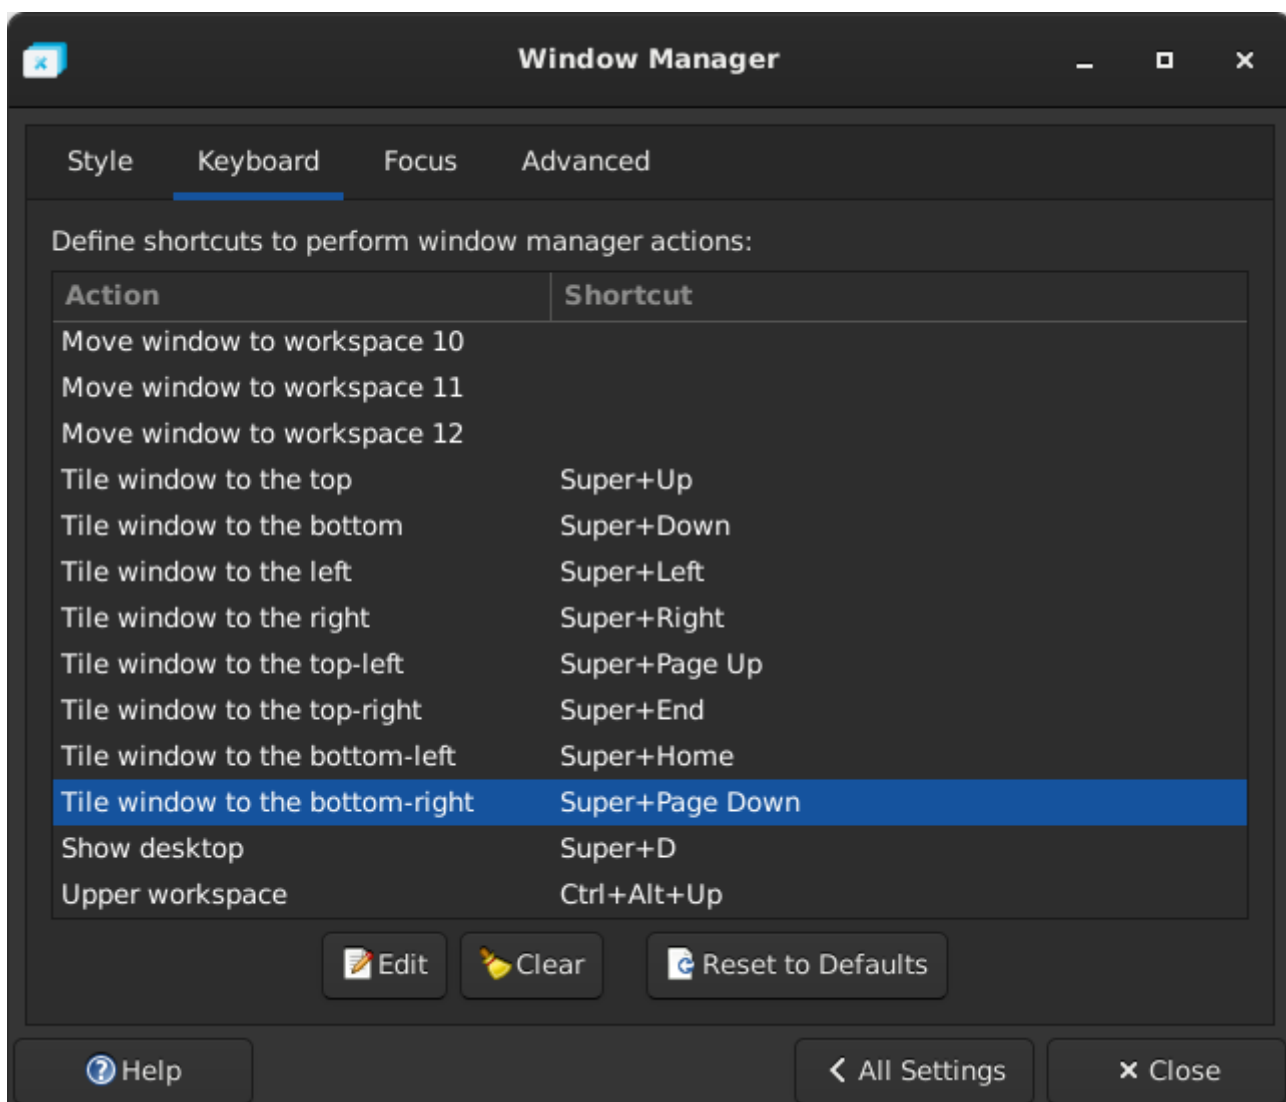 Window Manager
Style Keyboard Focus Advanced
Define shortcuts to perform window manager actions:
Action Shortcut
Move window to workspace 10
Move window to workspace 11
Move window to workspace 12
Tile window to the top Super+Up
Tile window to the bottom Super+Down
Tile window to the left Super+Left
Tile window to the right Super+Right
Tile window to the top-left Super+Page Up
Tile window to the top-right Super+End
Tile window to the bottom-left Super+Home
Tile window to the bottom-right Super+Page Down
Show desktop Super+D
Upper workspace Ctrl+Alt+Up
Edit Clear Reset to Defaults
Help All Settings Close